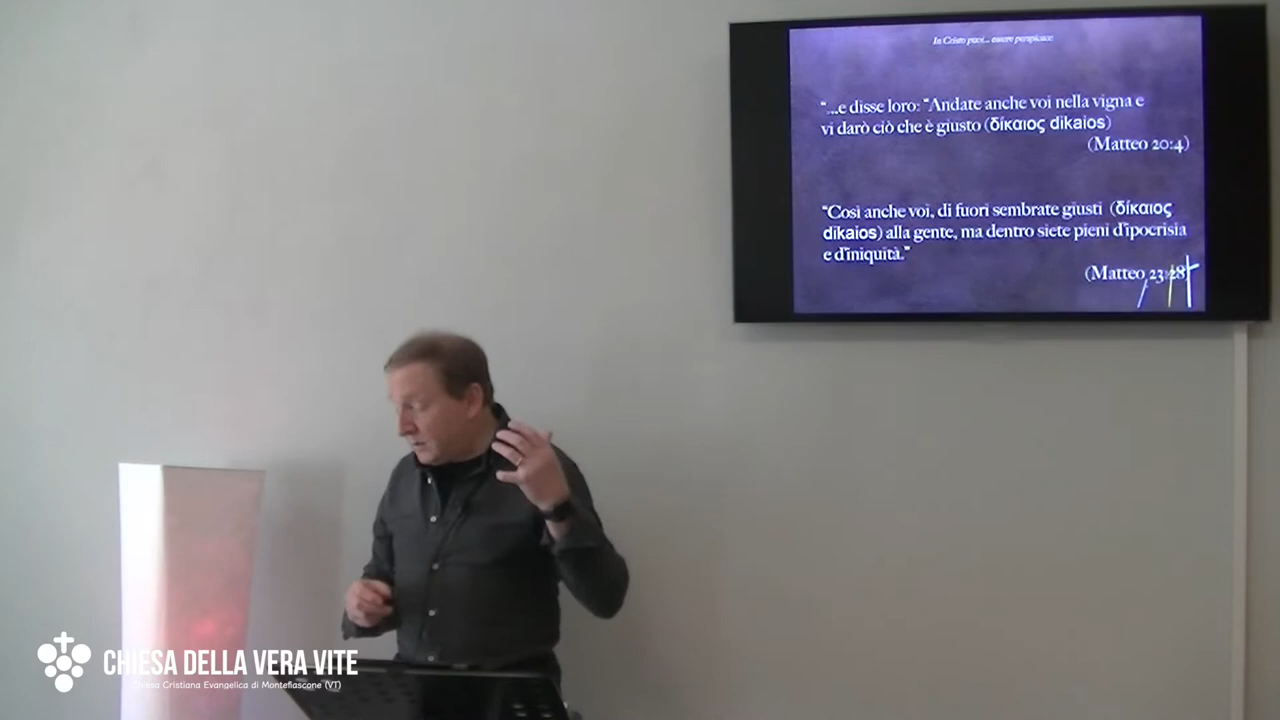 In Cristo puoi... essere perspicace
“...e disse loro: “Andate anche voi nella vigna e
vi darò ciò che è giusto (δίκαιος dikaios)
(Matteo 20:4)
“Così anche voi, di fuori sembrate giusti (δίκαιος
dikaios) alla gente, ma dentro siete pieni d'ipocrisia
e d'iniquità.”
(Matteo 23:28)
CHIESA DELLA VERA VITE
Chiesa Cristiana Evangelica di Montefiascone (VT)